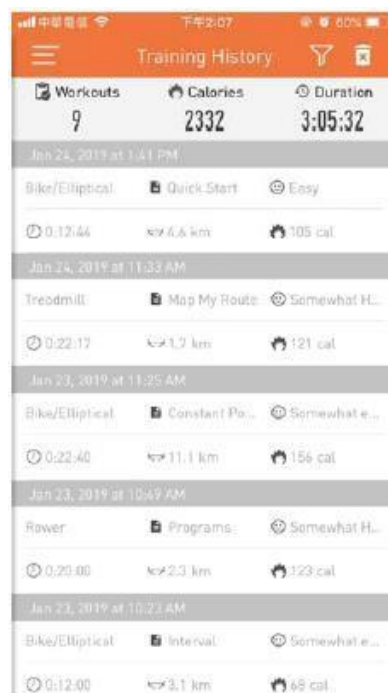 中華電信 下午2:07 60%
Training History
Workouts Calories Duration
9 2332 3:05:32
Jan 24, 2019 at 1:41 PM
Bike/Elliptical Quick Start Easy
0:12:44 6.6 km 105 cal
Jan 24, 2019 at 11:33 AM
Treadmill Map My Route Somewhat H...
0:22:17 1.7 km 121 cal
Jan 23, 2019 at 11:25 AM
Bike/Elliptical Constant Po... Somewhat e...
0:22:40 11.1 km 156 cal
Jan 23, 2019 at 10:49 AM
Rower Programs Somewhat H...
0:20:00 2.3 km 123 cal
Jan 23, 2019 at 10:23 AM
Bike/Elliptical Interval Somewhat e...
0:12:00 3.1 km 68 cal